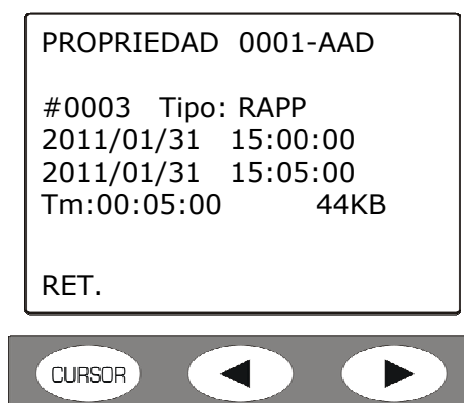 PROPRIEDAD 0001-AAD
#0003 Tipo: RAPP
2011/01/31 15:00:00
2011/01/31 15:05:00
Tm:00:05:00 44KB
RET.
CURSOR